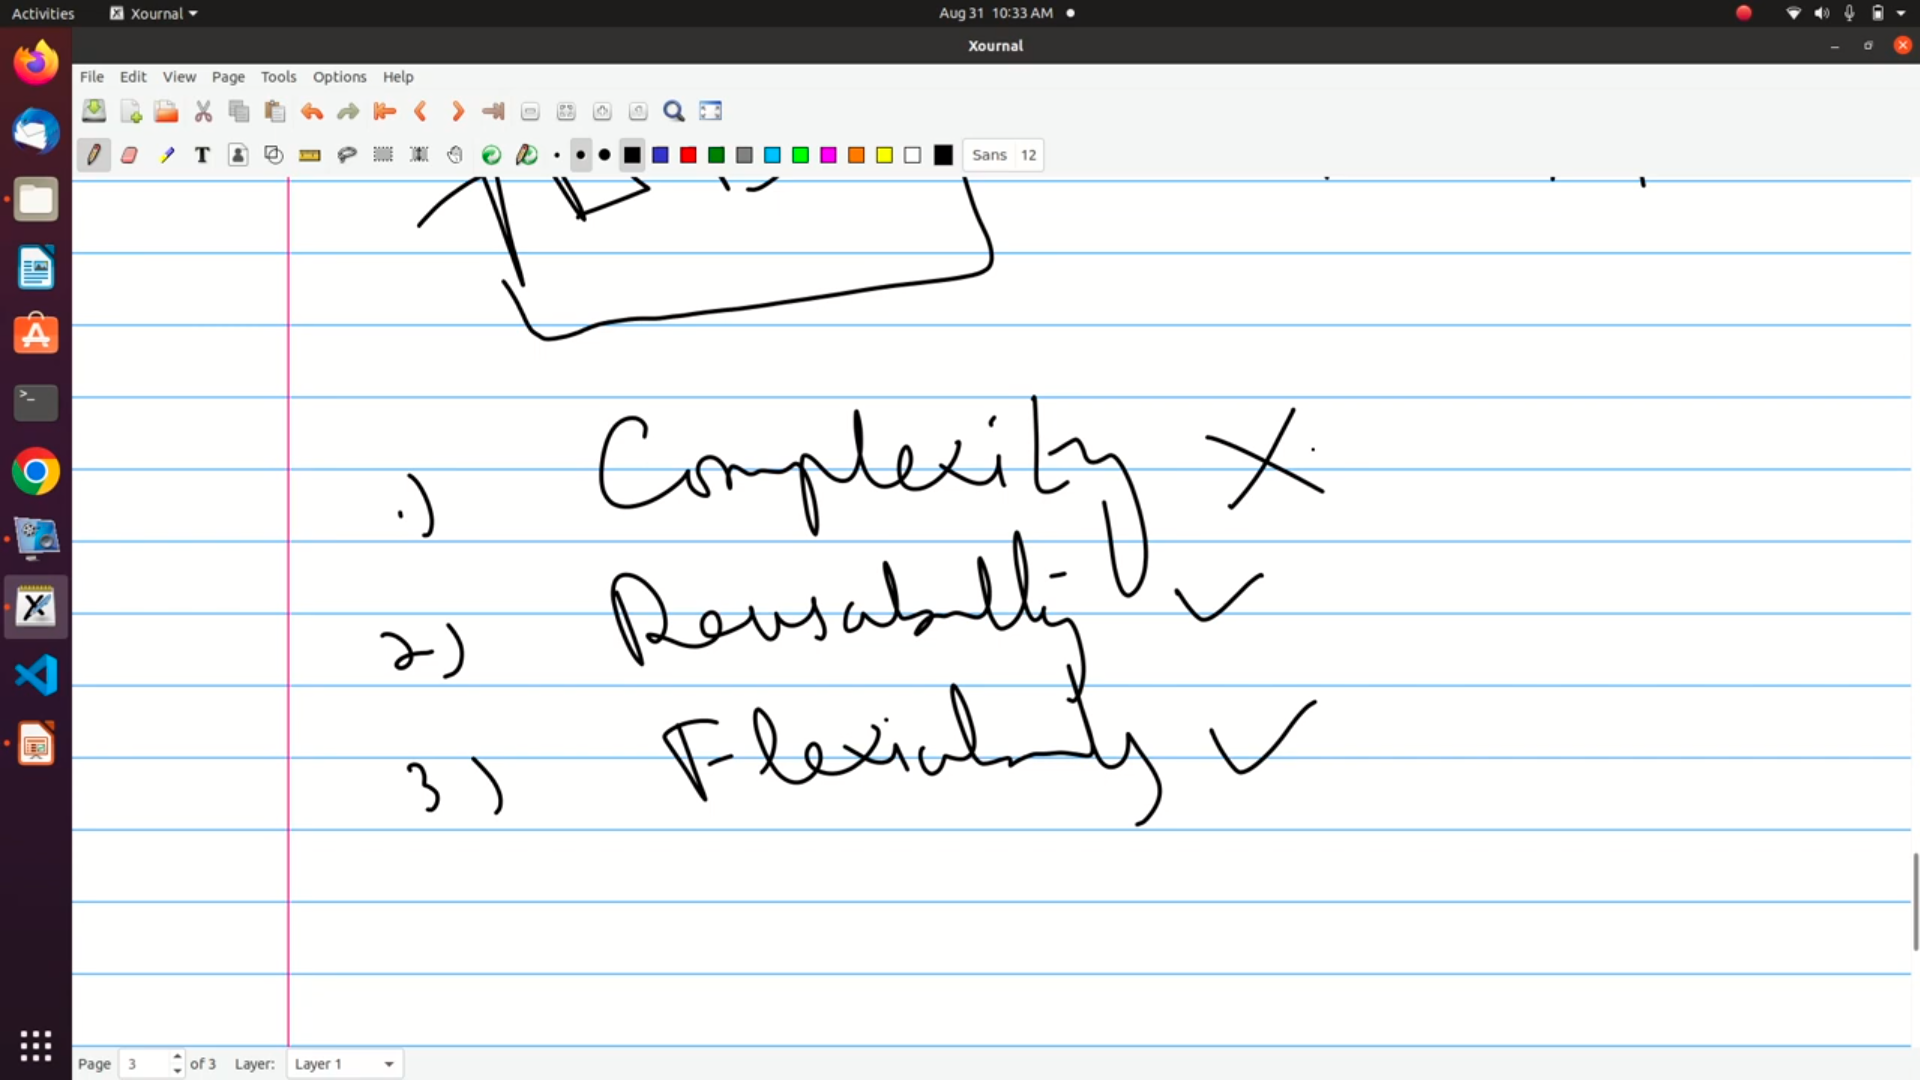 Activities Xournal Aug 31 10:33 AM
Xournal
File Edit View Page Tools Options Help
Sans 12
1) Complexity X
2) Reusability ✓
3) Flexibility ✓
Page 3 of 3 Layer: Layer 1